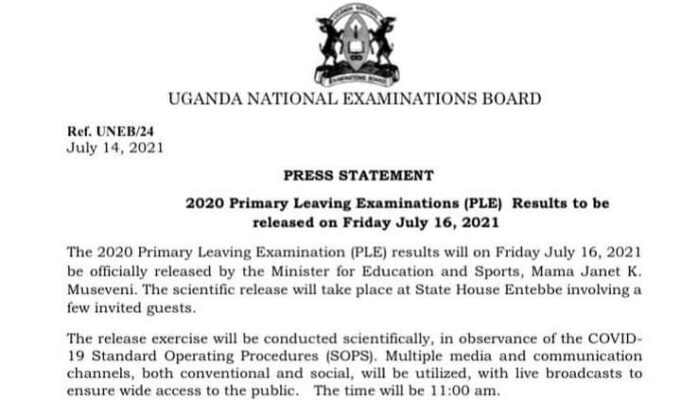 UGANDA NATIONAL EXAMINATIONS BOARD
Ref. UNEB/24
July 14, 2021
PRESS STATEMENT
2020 Primary Leaving Examinations (PLE) Results to be
released on Friday July 16, 2021
The 2020 Primary Leaving Examination (PLE) results will on Friday July 16, 2021
be officially released by the Minister for Education and Sports, Mama Janet K.
Museveni. The scientific release will take place at State House Entebbe involving a
few invited guests.
The release exercise will be conducted scientifically, in observance of the COVID-
19 Standard Operating Procedures (SOPS). Multiple media and communication
channels, both conventional and social, will be utilized, with live broadcasts to
ensure wide access to the public. The time will be 11:00 am.